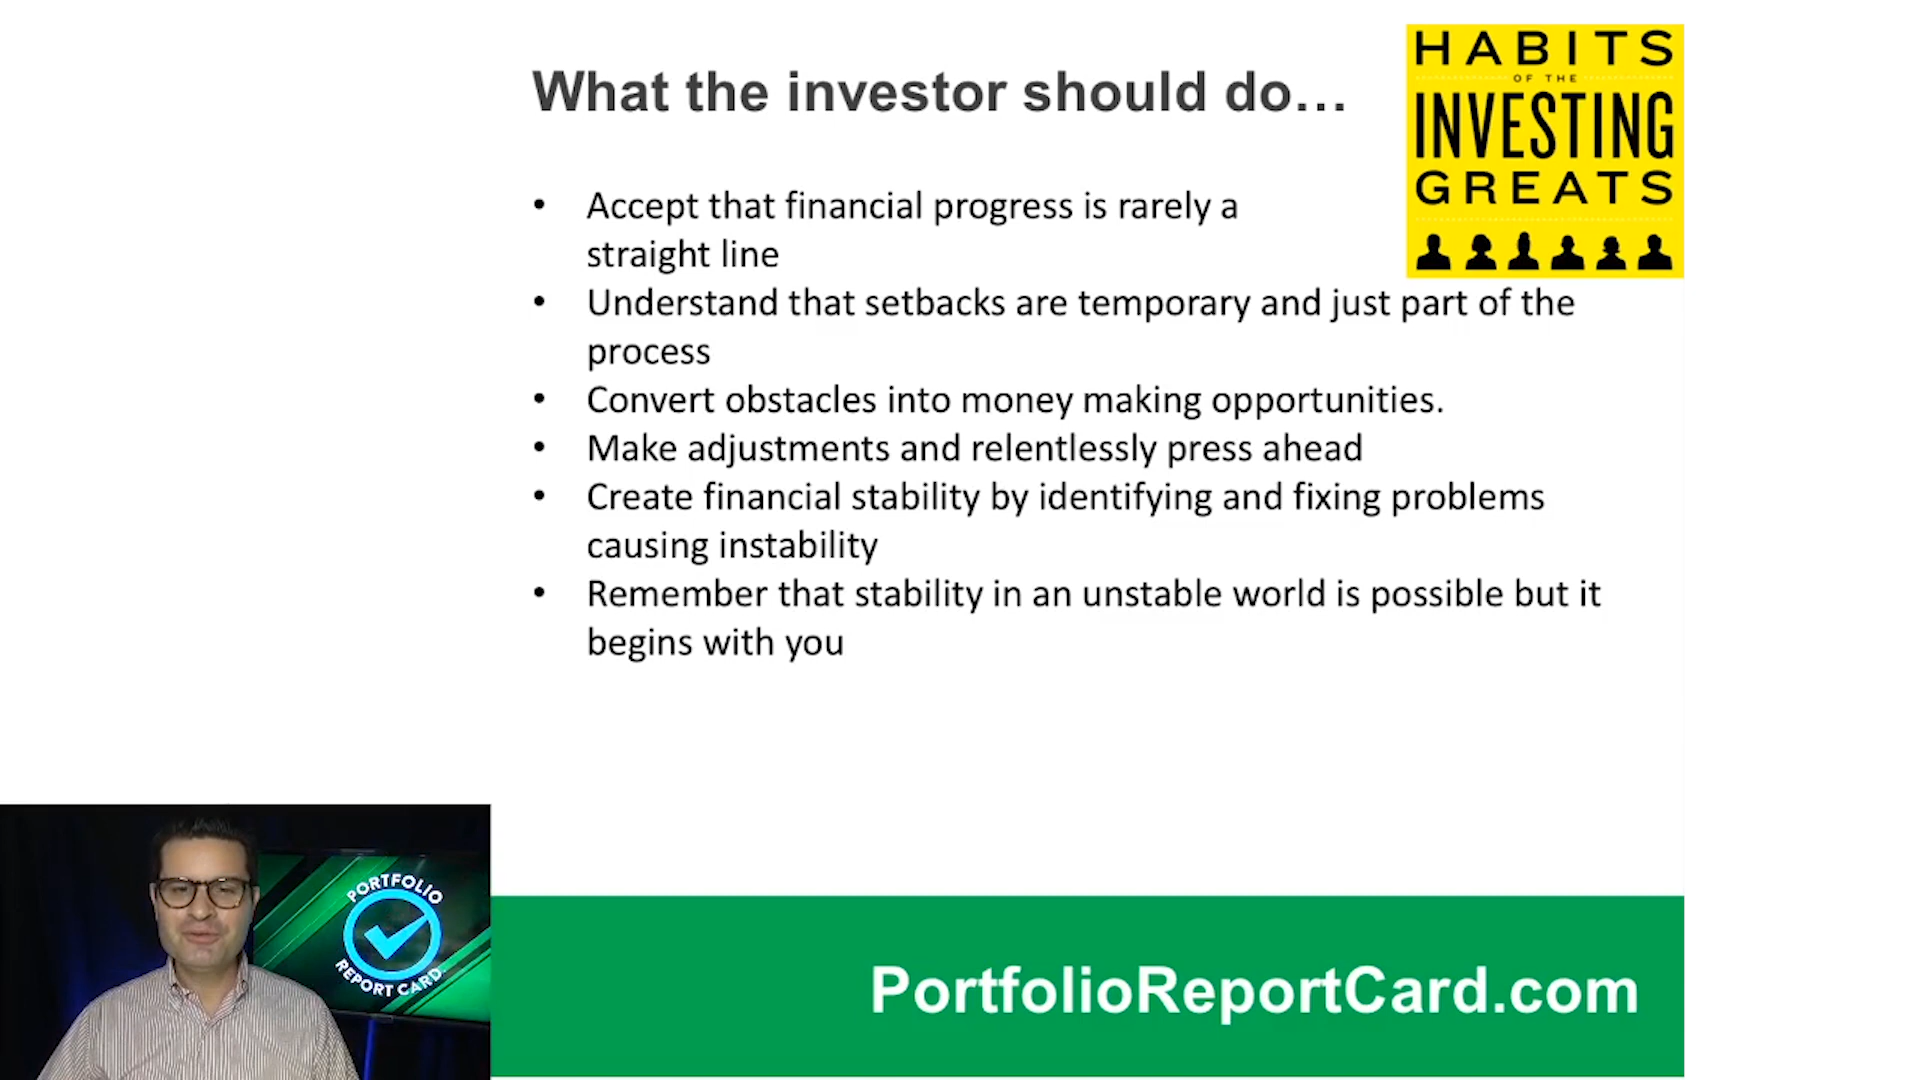 What the investor should do...
HABITS
OF THE
INVESTING
GREATS
• Accept that financial progress is rarely a
straight line
• Understand that setbacks are temporary and just part of the
process
• Convert obstacles into money making opportunities.
• Make adjustments and relentlessly press ahead
• Create financial stability by identifying and fixing problems
causing instability
• Remember that stability in an unstable world is possible but it
begins with you
PORTFOLIO
REPORT CARD
PortfolioReportCard.com